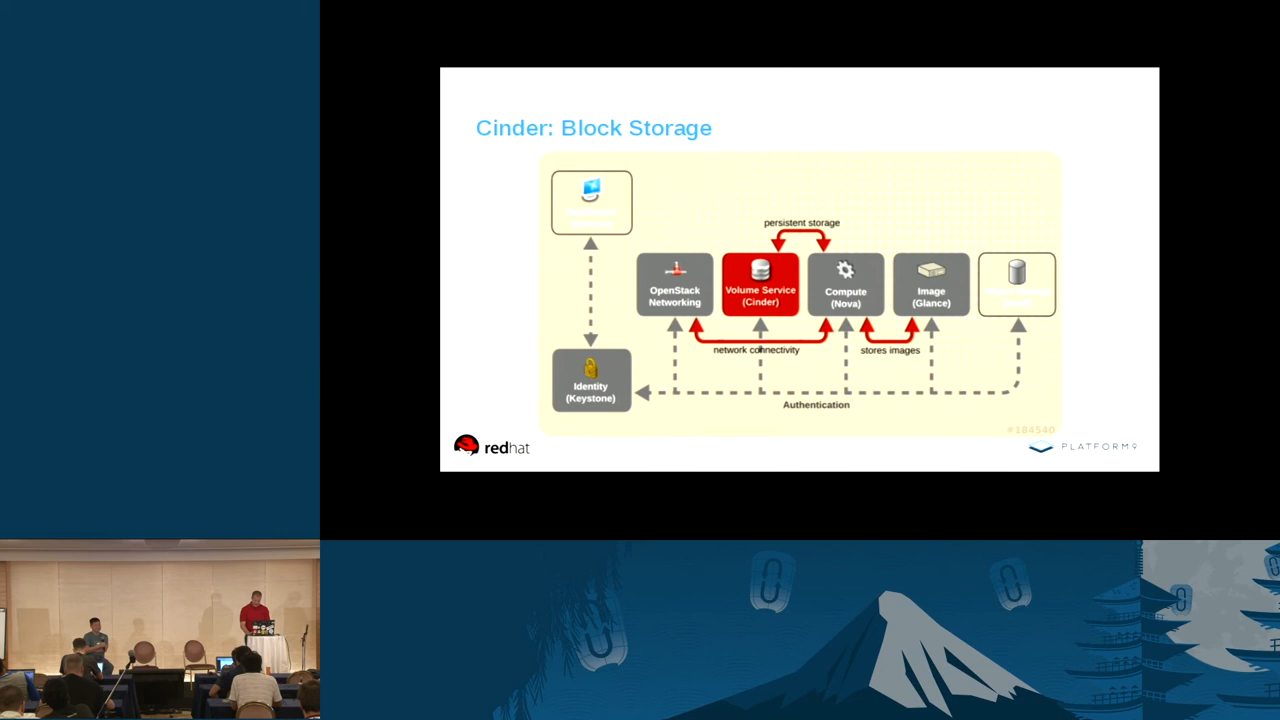 Cinder: Block Storage
persistent storage
OpenStack
Networking
Volume Service
(Cinder)
Compute
(Nova)
Image
(Glance)
network connectivity
stores images
Identity
(Keystone)
Authentication
#184540
redhat
PLATFORM9